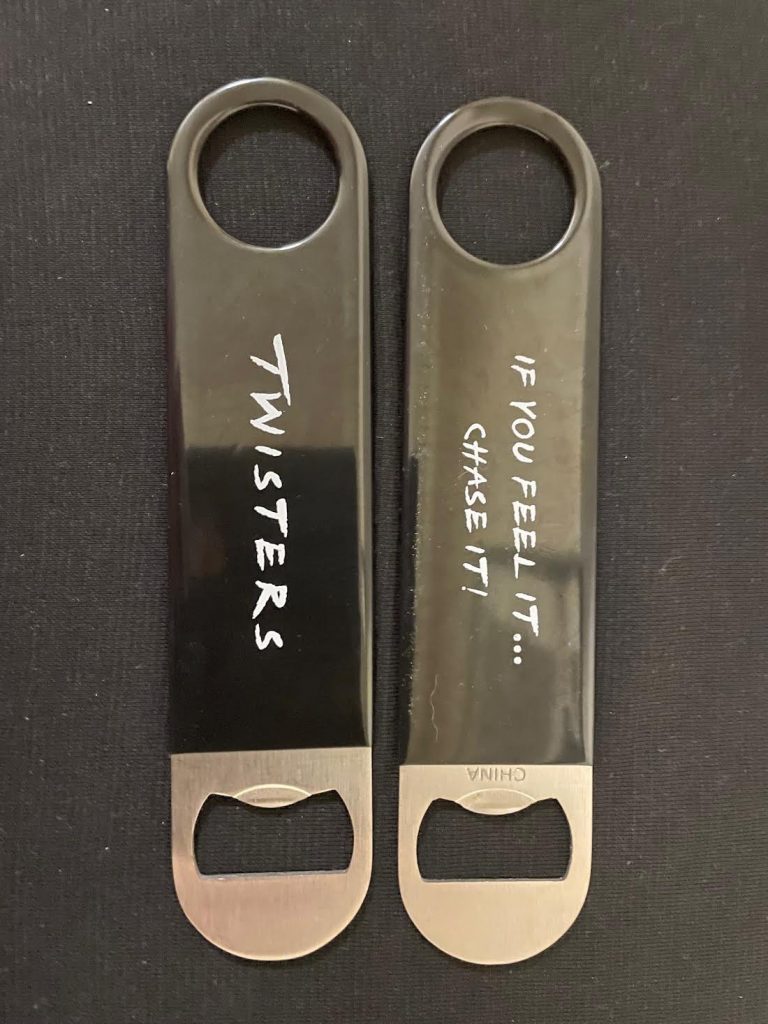 TWISTERS
IF YOU FEEL IT...
CHASE IT!
CHINA